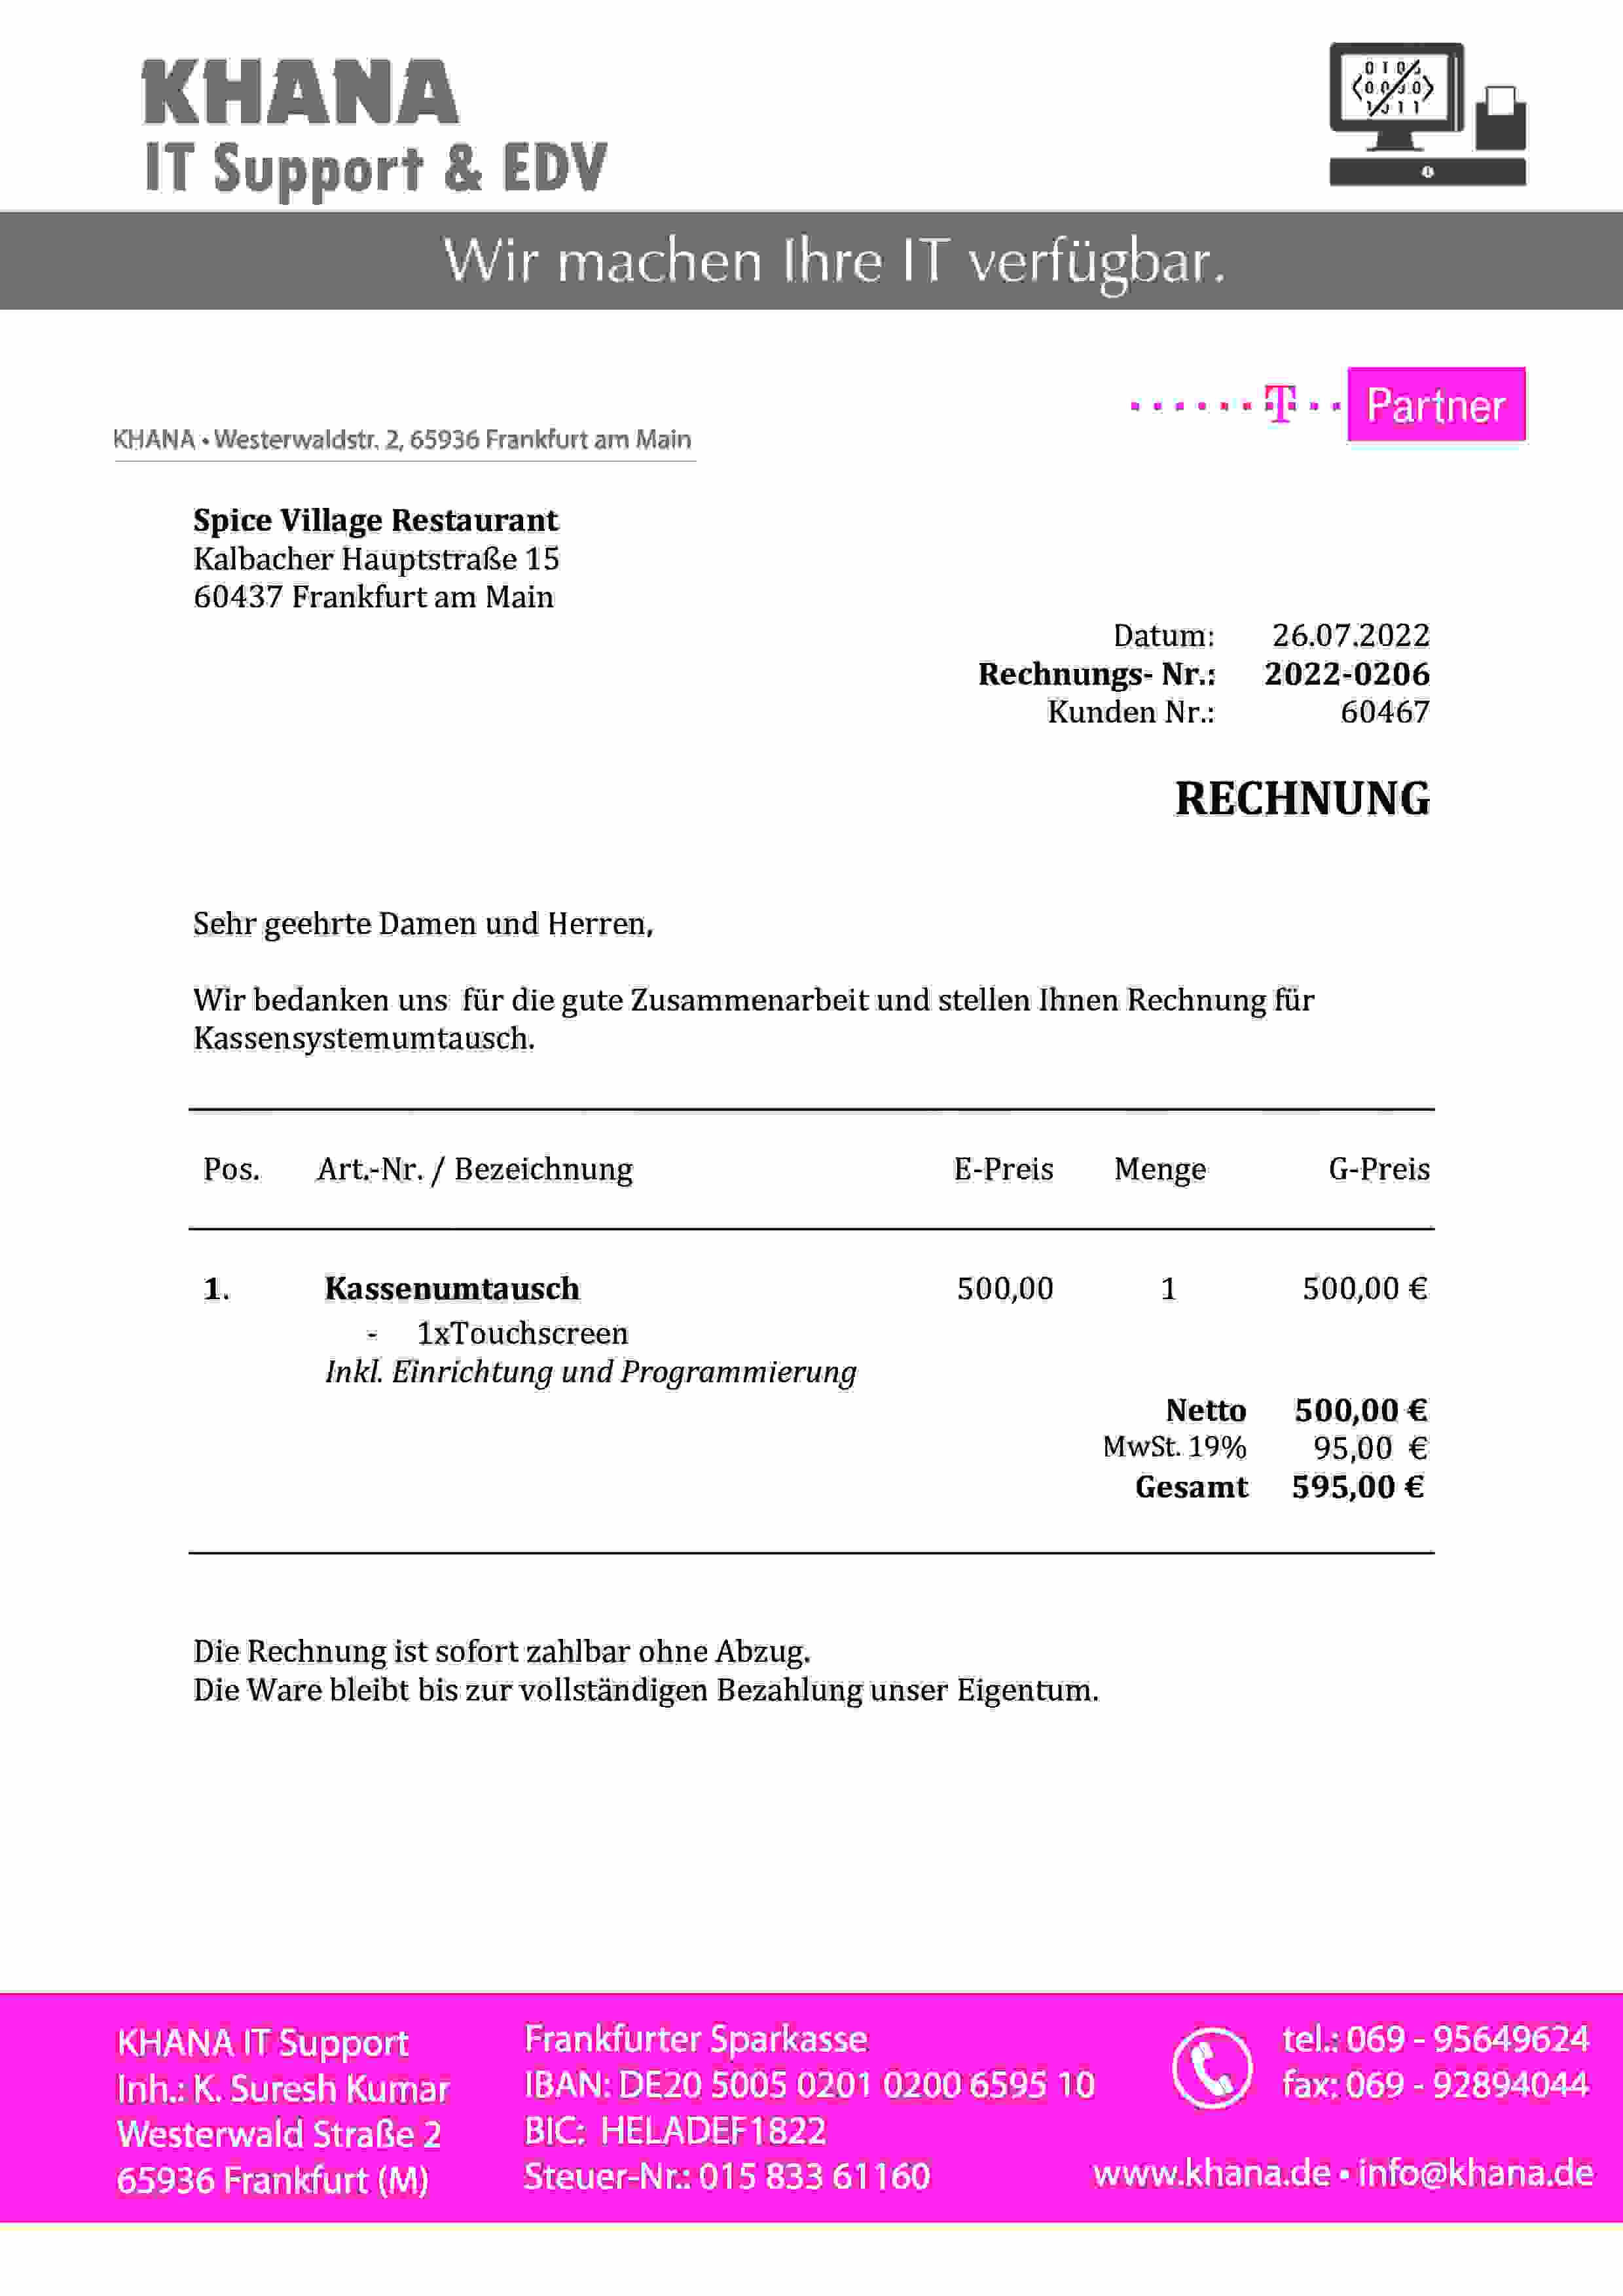 KHANA
IT Support & EDV
Wir machen Ihre IT verfügbar.
T Partner
KHANA • Westerwaldstr. 2, 65936 Frankfurt am Main
Spice Village Restaurant
Kalbacher Hauptstraße 15
60437 Frankfurt am Main
Datum: 26.07.2022
Rechnungs- Nr.: 2022-0206
Kunden Nr.: 60467
RECHNUNG
Sehr geehrte Damen und Herren,
Wir bedanken uns für die gute Zusammenarbeit und stellen Ihnen Rechnung für
Kassensystemumtausch.
Pos. Art.-Nr. / Bezeichnung E-Preis Menge G-Preis
1. Kassenumtausch 500,00 1 500,00 €
- 1xTouchscreen
Inkl. Einrichtung und Programmierung
Netto 500,00 €
MwSt. 19% 95,00 €
Gesamt 595,00 €
Die Rechnung ist sofort zahlbar ohne Abzug.
Die Ware bleibt bis zur vollständigen Bezahlung unser Eigentum.
KHANA IT Support
Inh.: K. Suresh Kumar
Westerwald Straße 2
65936 Frankfurt (M)
Frankfurter Sparkasse
IBAN: DE20 5005 0201 0200 6595 10
BIC: HELADEF1822
Steuer-Nr.: 015 833 61160
tel.: 069 - 95649624
fax: 069 - 92894044
www.khana.de • info@khana.de